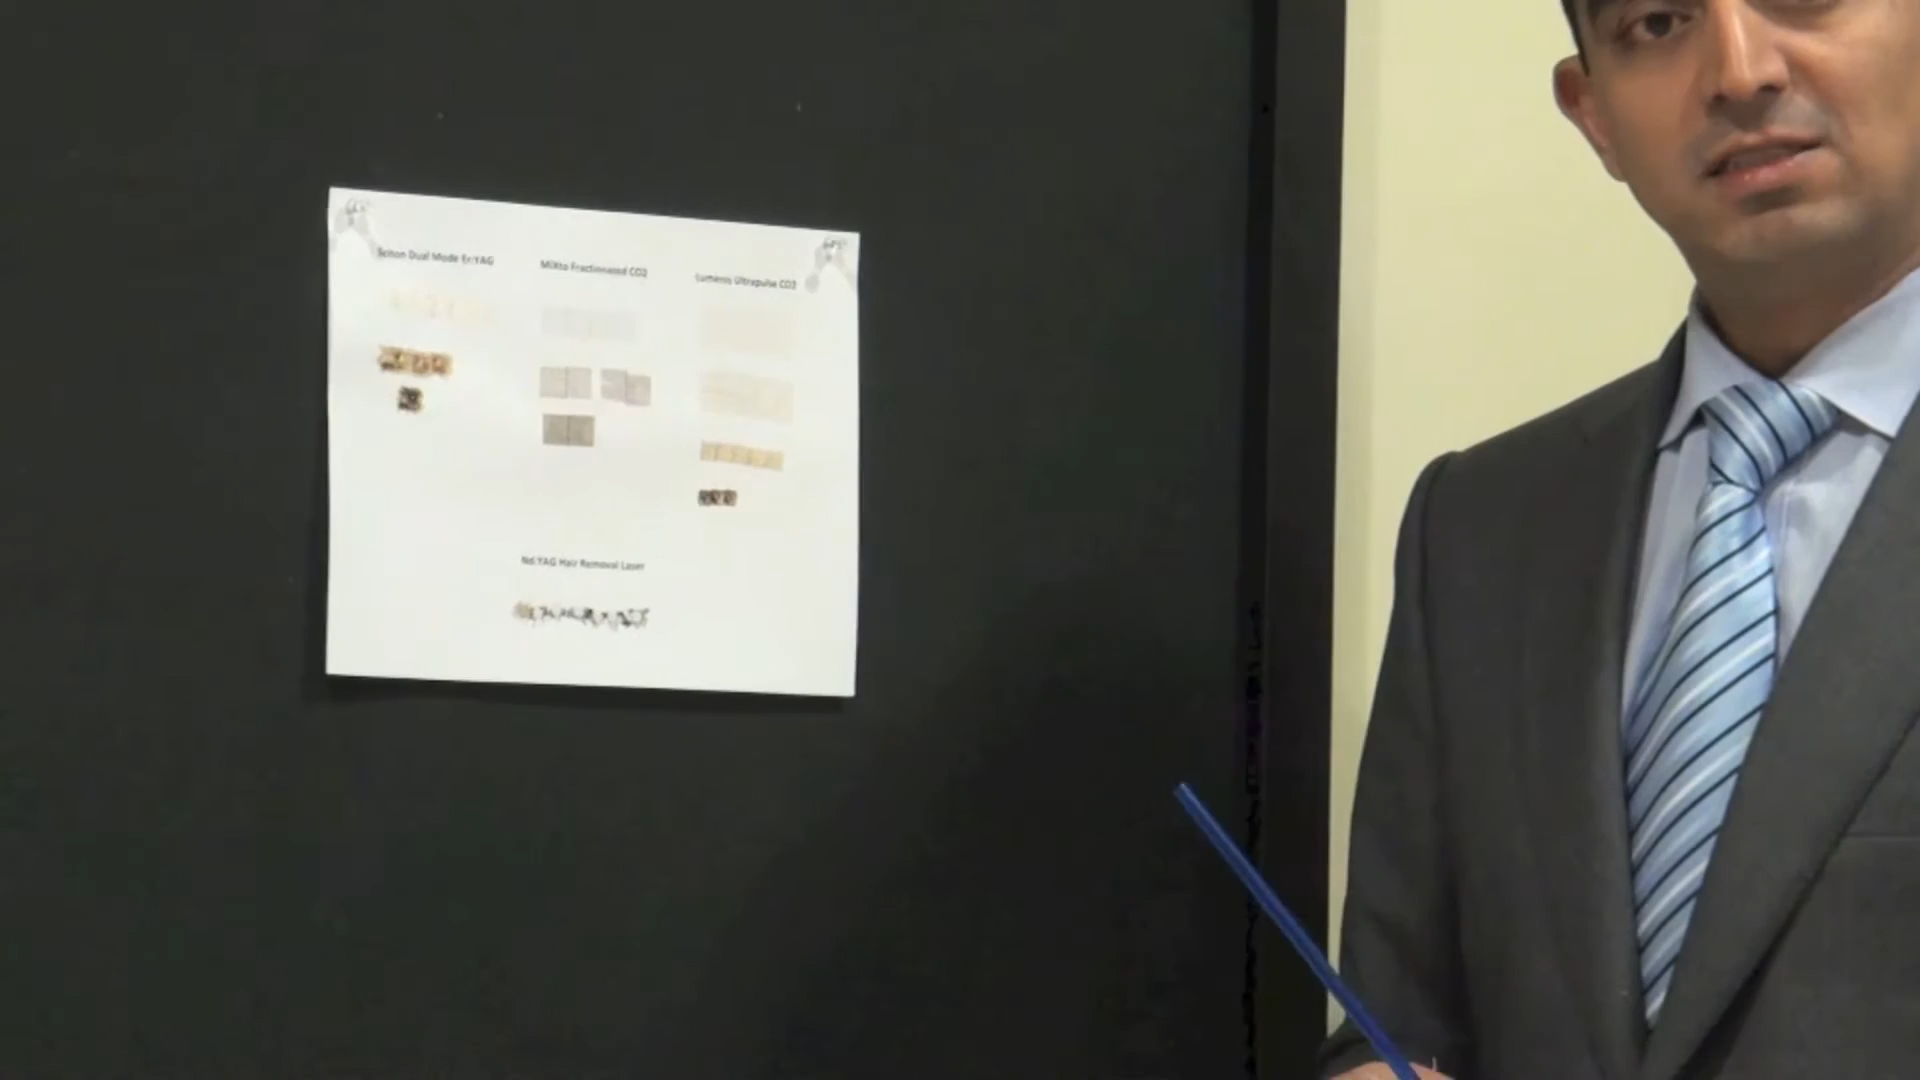 Sciton Dual Mode Er:YAG
MiXto Fractionated CO2
Lumenis Ultrapulse CO2
Nd:YAG Hair Removal Laser